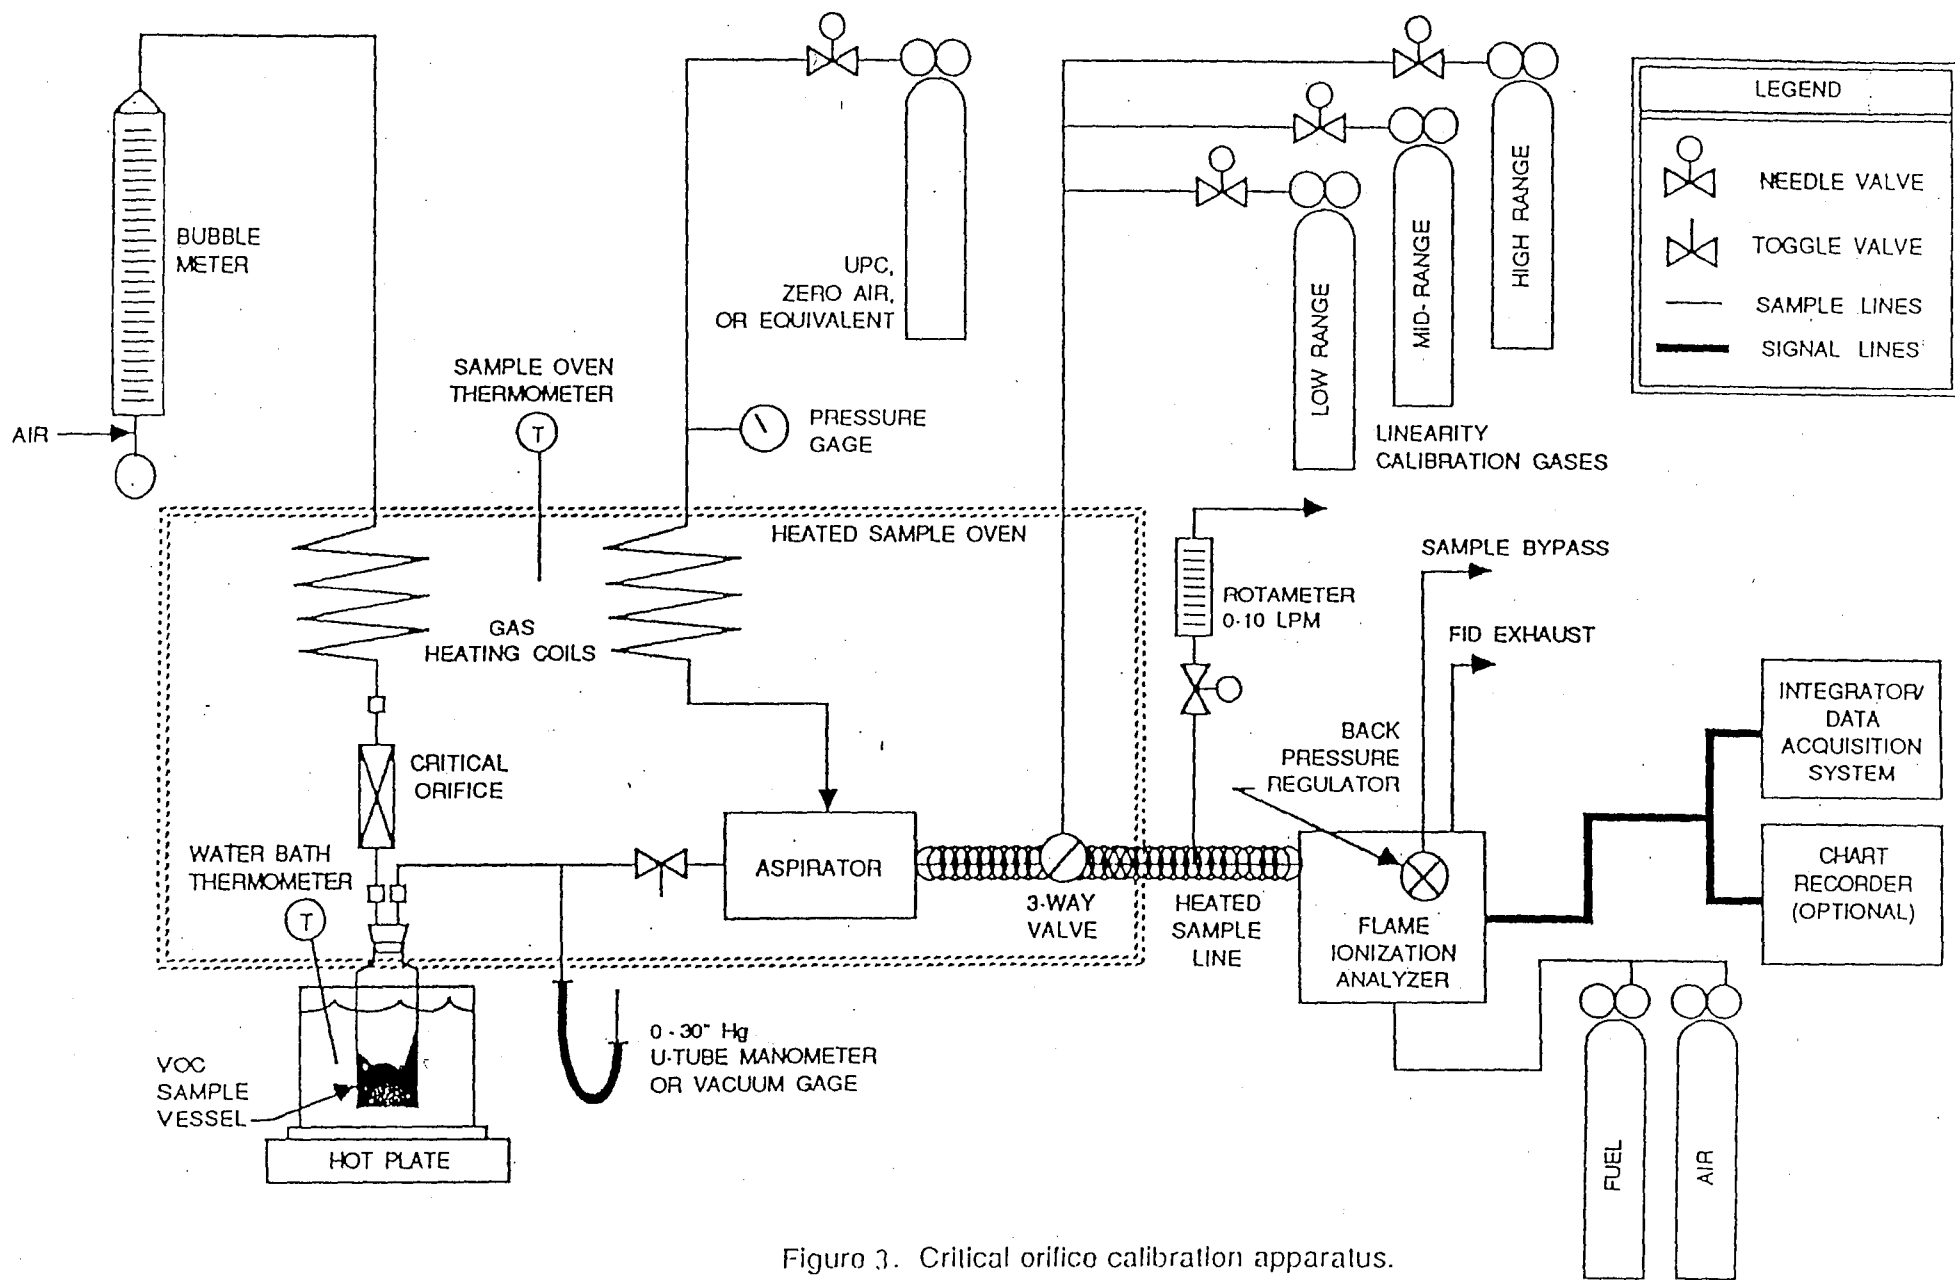 LEGEND
NEEDLE VALVE
TOGGLE VALVE
SAMPLE LINES
SIGNAL LINES
BUBBLE
METER
AIR
UPC,
ZERO AIR,
OR EQUIVALENT
SAMPLE OVEN
THERMOMETER
T
PRESSURE
GAGE
LOW RANGE
MID-RANGE
HIGH RANGE
LINEARITY
CALIBRATION GASES
HEATED SAMPLE OVEN
GAS
HEATING COILS
ROTAMETER
0-10 LPM
SAMPLE BYPASS
FID EXHAUST
CRITICAL
ORIFICE
BACK
PRESSURE
REGULATOR
INTEGRATOR/
DATA
ACQUISITION
SYSTEM
WATER BATH
THERMOMETER
T
ASPIRATOR
3-WAY
VALVE
HEATED
SAMPLE
LINE
FLAME
IONIZATION
ANALYZER
CHART
RECORDER
(OPTIONAL)
VOC
SAMPLE
VESSEL
0-30" Hg
U-TUBE MANOMETER
OR VACUUM GAGE
HOT PLATE
FUEL
AIR
Figure 3. Critical orifice calibration apparatus.